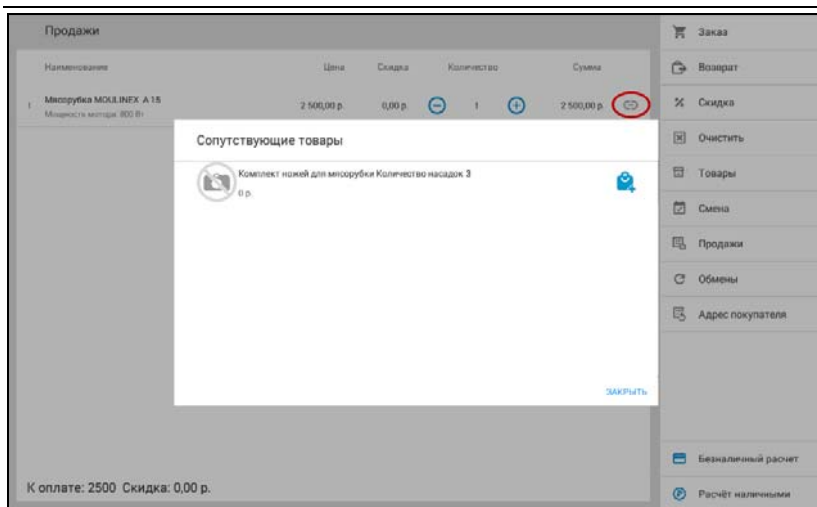 Продажи
Наименование Цена Скидка Количество Сумма
1 Мясорубка MOULINEX A 15 2 500,00 р. 0,00 р. 1 2 500,00 р.
Мощность мотора: 800 Вт
Сопутствующие товары
Комплект ножей для мясорубки Количество насадок 3
0 р.
ЗАКРЫТЬ
К оплате: 2500 Скидка: 0,00 р.
Заказ
Возврат
Скидка
Очистить
Товары
Смена
Продажи
Обмены
Адрес покупателя
Безналичный расчет
Расчёт наличными